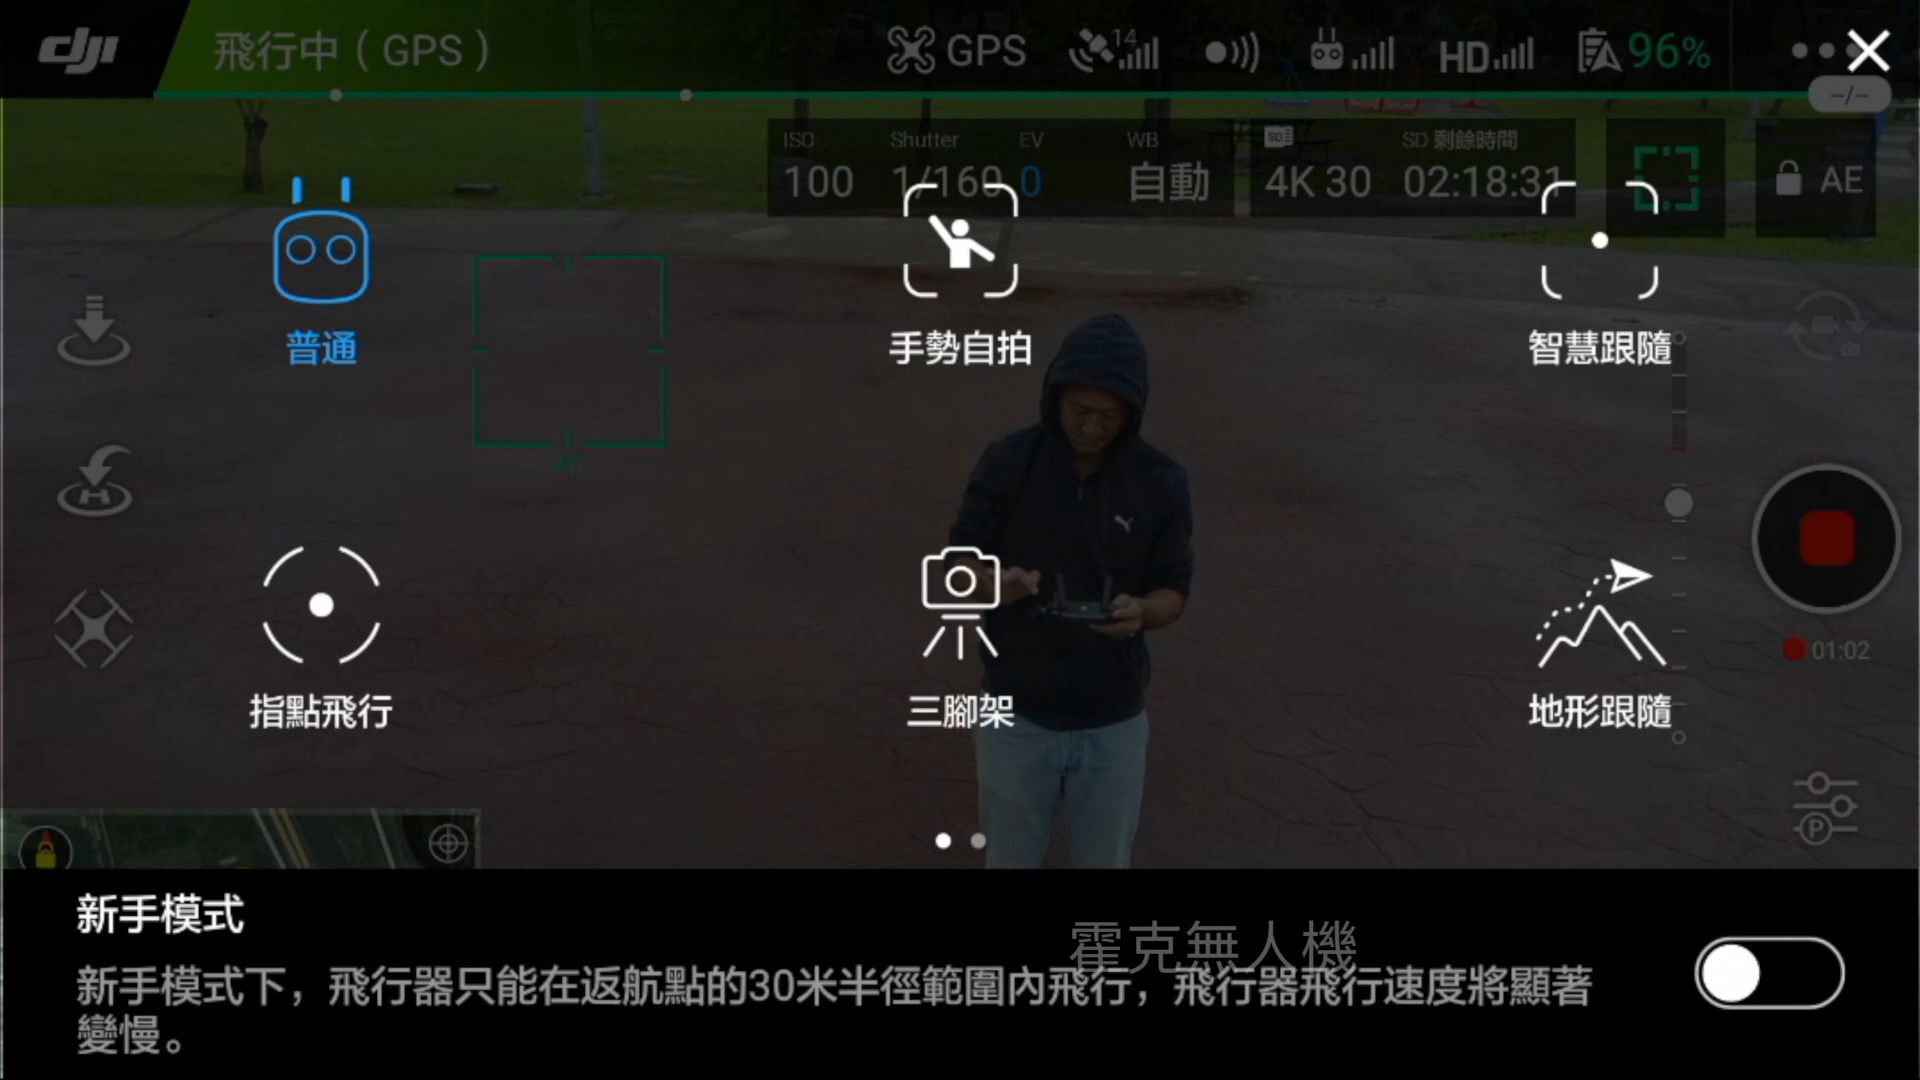 dji
飛行中 ( GPS )
GPS
14
HD
96%
--/--
ISO
100
Shutter
1/160
EV
0
WB
自動
SD
4K 30
SD 剩餘時間
02:18:31
AE
普通
手勢自拍
智慧跟隨
AE
H
指點飛行
三腳架
地形跟隨
01:02
P
新手模式
霍克無人機
新手模式下，飛行器只能在返航點的30米半徑範圍內飛行，飛行器飛行速度將顯著
變慢。